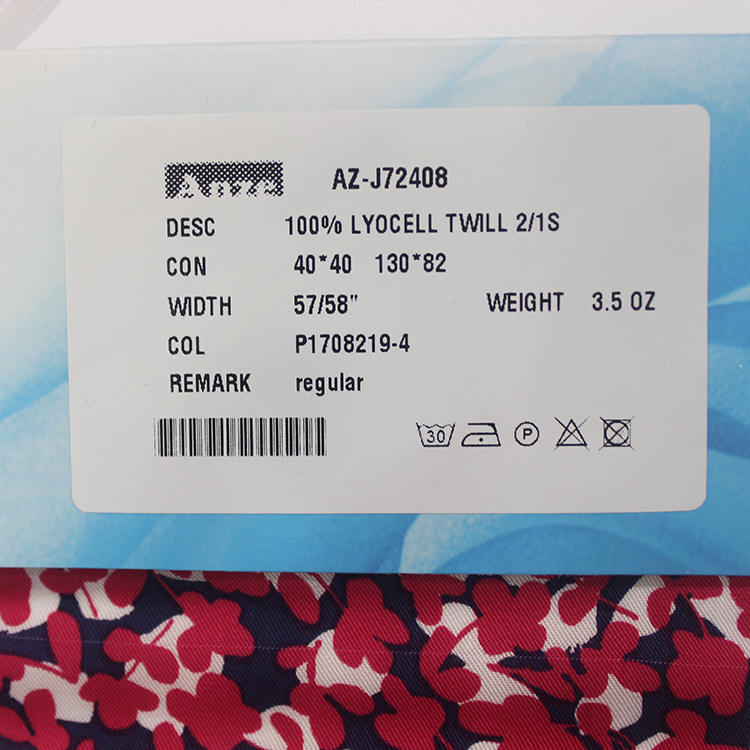 Anze AZ-J72408
DESC 100% LYOCELL TWILL 2/1S
CON 40*40 130*82
WIDTH 57/58" WEIGHT 3.5 OZ
COL P1708219-4
REMARK regular
30 P